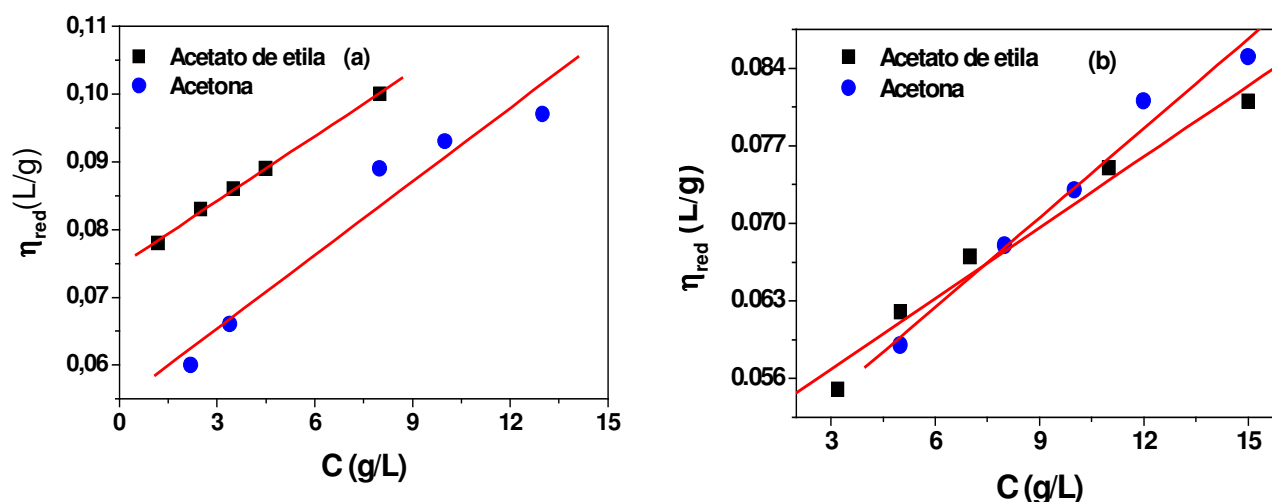 0,11
0,10
0,09
0,08
0,07
0,06
ηred(L/g)
Acetato de etila (a)
Acetona
0 3 6 9 12 15
C (g/L)
0.084
0.077
0.070
0.063
0.056
ηred (L/g)
Acetato de etila (b)
Acetona
3 6 9 12 15
C (g/L)